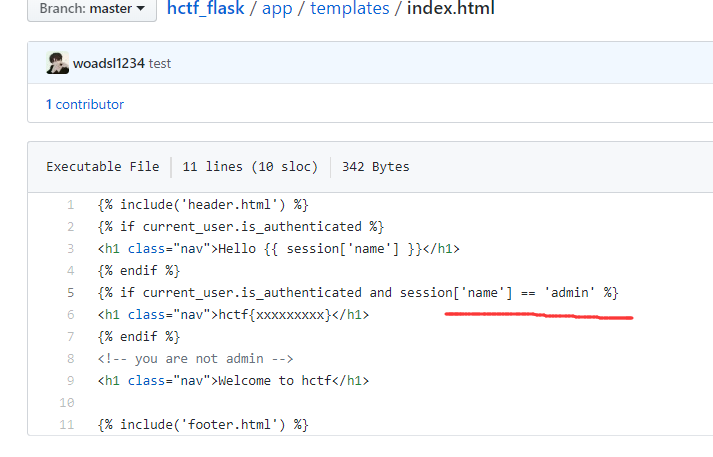 Branch: master
hctf_flask / app / templates / index.html
woadsl1234 test
1 contributor
Executable File 11 lines (10 sloc) 342 Bytes
1 {% include('header.html') %}
2 {% if current_user.is_authenticated %}
3 <h1 class="nav">Hello {{ session['name'] }}</h1>
4 {% endif %}
5 {% if current_user.is_authenticated and session['name'] == 'admin' %}
6 <h1 class="nav">hctf{xxxxxxxxx}</h1>
7 {% endif %}
8 <!-- you are not admin -->
9 <h1 class="nav">Welcome to hctf</h1>
10
11 {% include('footer.html') %}